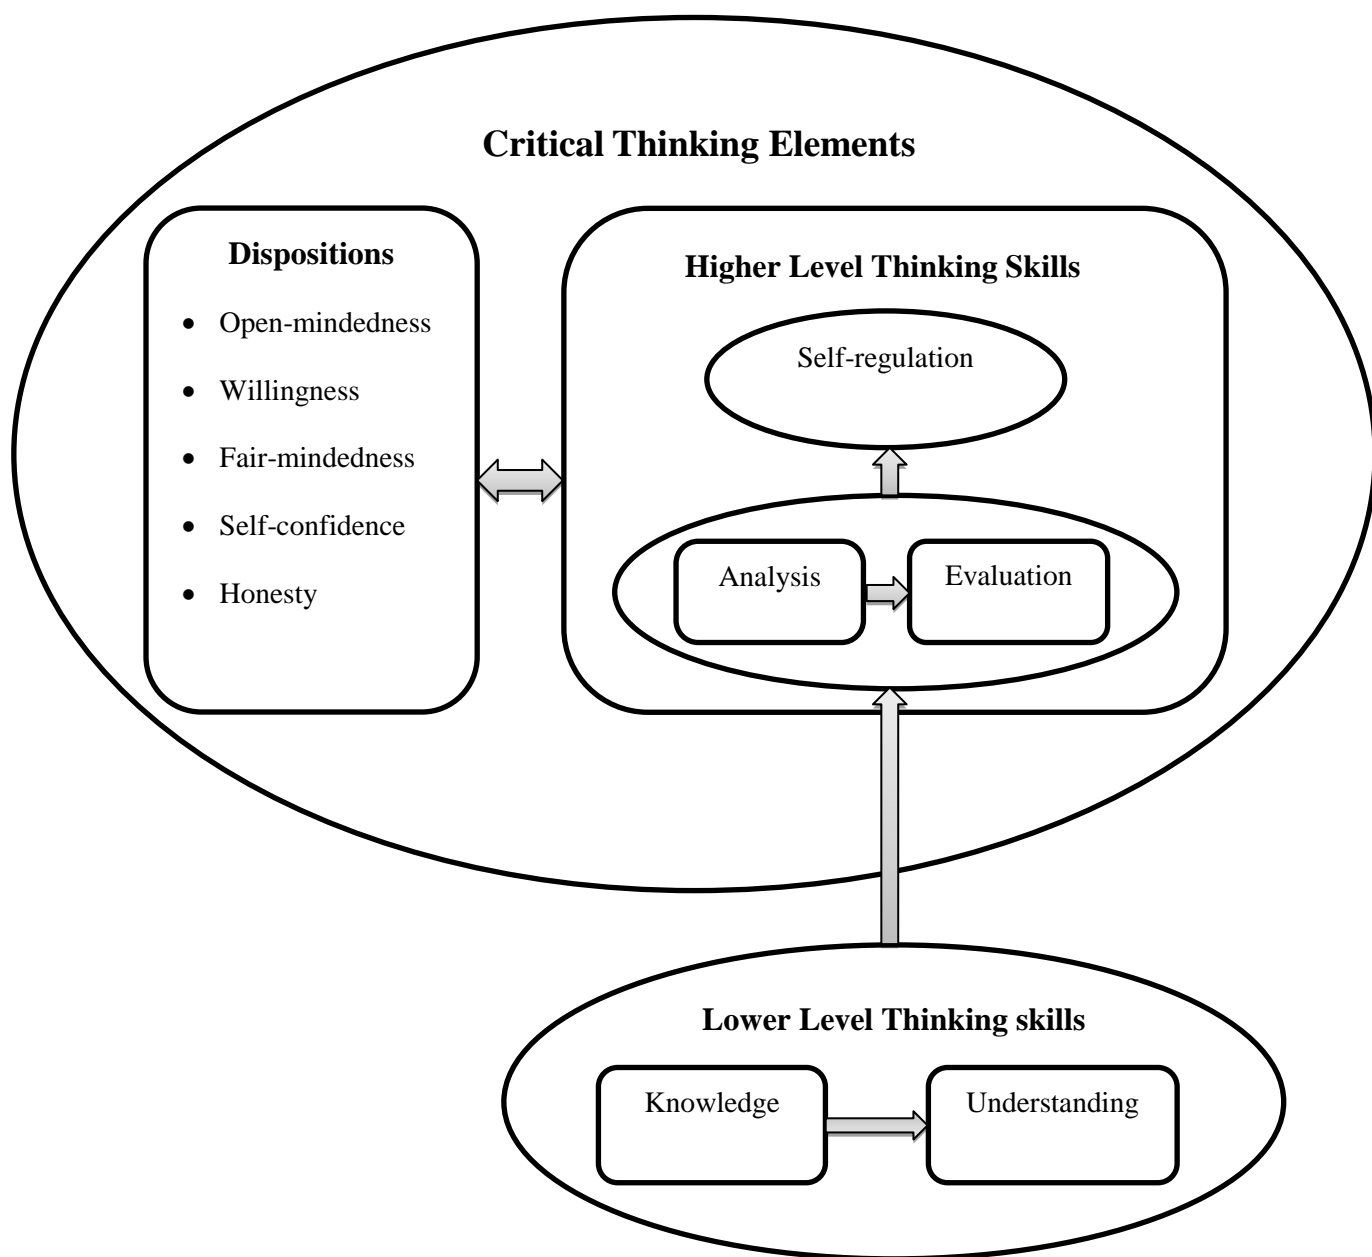 Critical Thinking Elements
Dispositions
• Open-mindedness
• Willingness
• Fair-mindedness
• Self-confidence
• Honesty
Higher Level Thinking Skills
Self-regulation
Analysis
Evaluation
Lower Level Thinking skills
Knowledge
Understanding